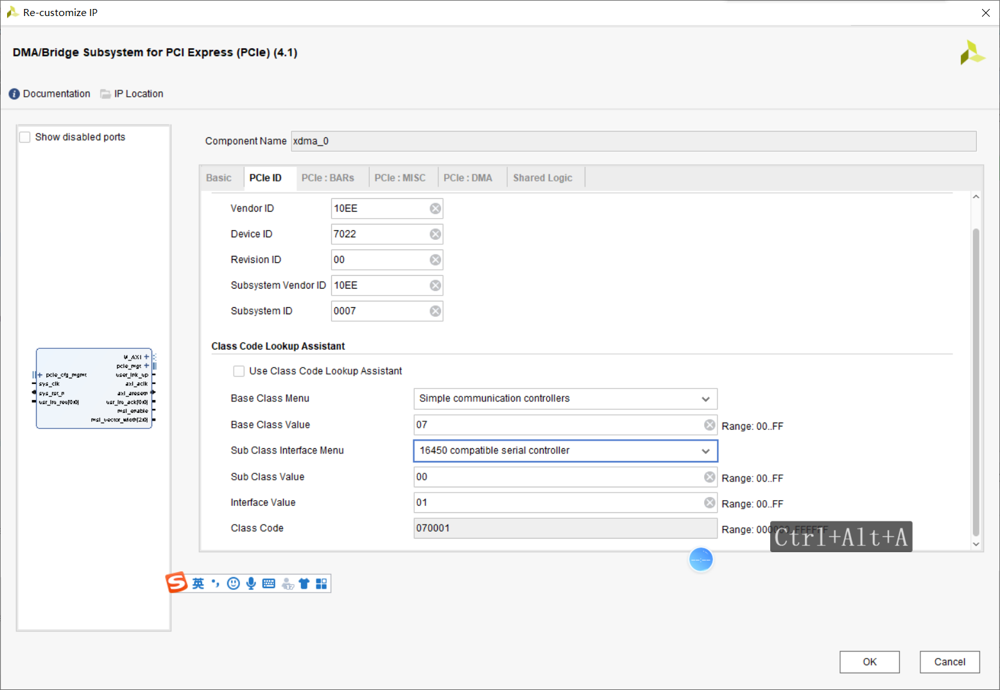 Re-customize IP
DMA/Bridge Subsystem for PCI Express (PCIe) (4.1)
Documentation IP Location
Show disabled ports
Component Name xdma_0
Basic PCIe ID PCIe : BARs PCIe : MISC PCIe : DMA Shared Logic
Vendor ID 10EE
Device ID 7022
Revision ID 00
Subsystem Vendor ID 10EE
Subsystem ID 0007
Class Code Lookup Assistant
Use Class Code Lookup Assistant
Base Class Menu Simple communication controllers
Base Class Value 07 Range: 00..FF
Sub Class Interface Menu 16450 compatible serial controller
Sub Class Value 00 Range: 00..FF
Interface Value 01 Range: 00..FF
Class Code 070001 Range: 000000..FFFFFF
Ctrl+Alt+A
M_AXI
pcie_mgt
pcie_cfg_mgmt user_lnk_up
sys_clk axi_aclk
sys_rst_n axi_aresetn
usr_irq_req[0:0] usr_irq_ack[0:0]
msi_enable
msi_vector_width[2:0]
S 英
OK Cancel